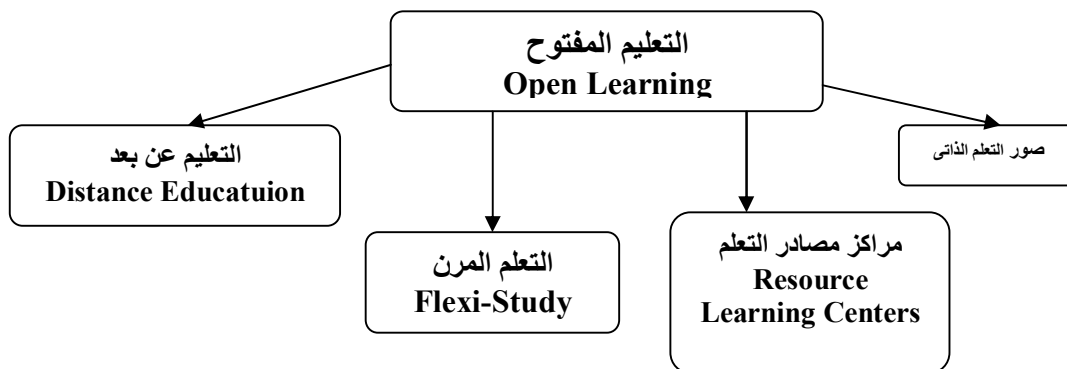 التعليم المفتوح
Open Learning
التعليم عن بعد
Distance Educatuion
صور التعلم الذاتى
التعلم المرن
Flexi-Study
مراكز مصادر التعلم
Resource
Learning Centers